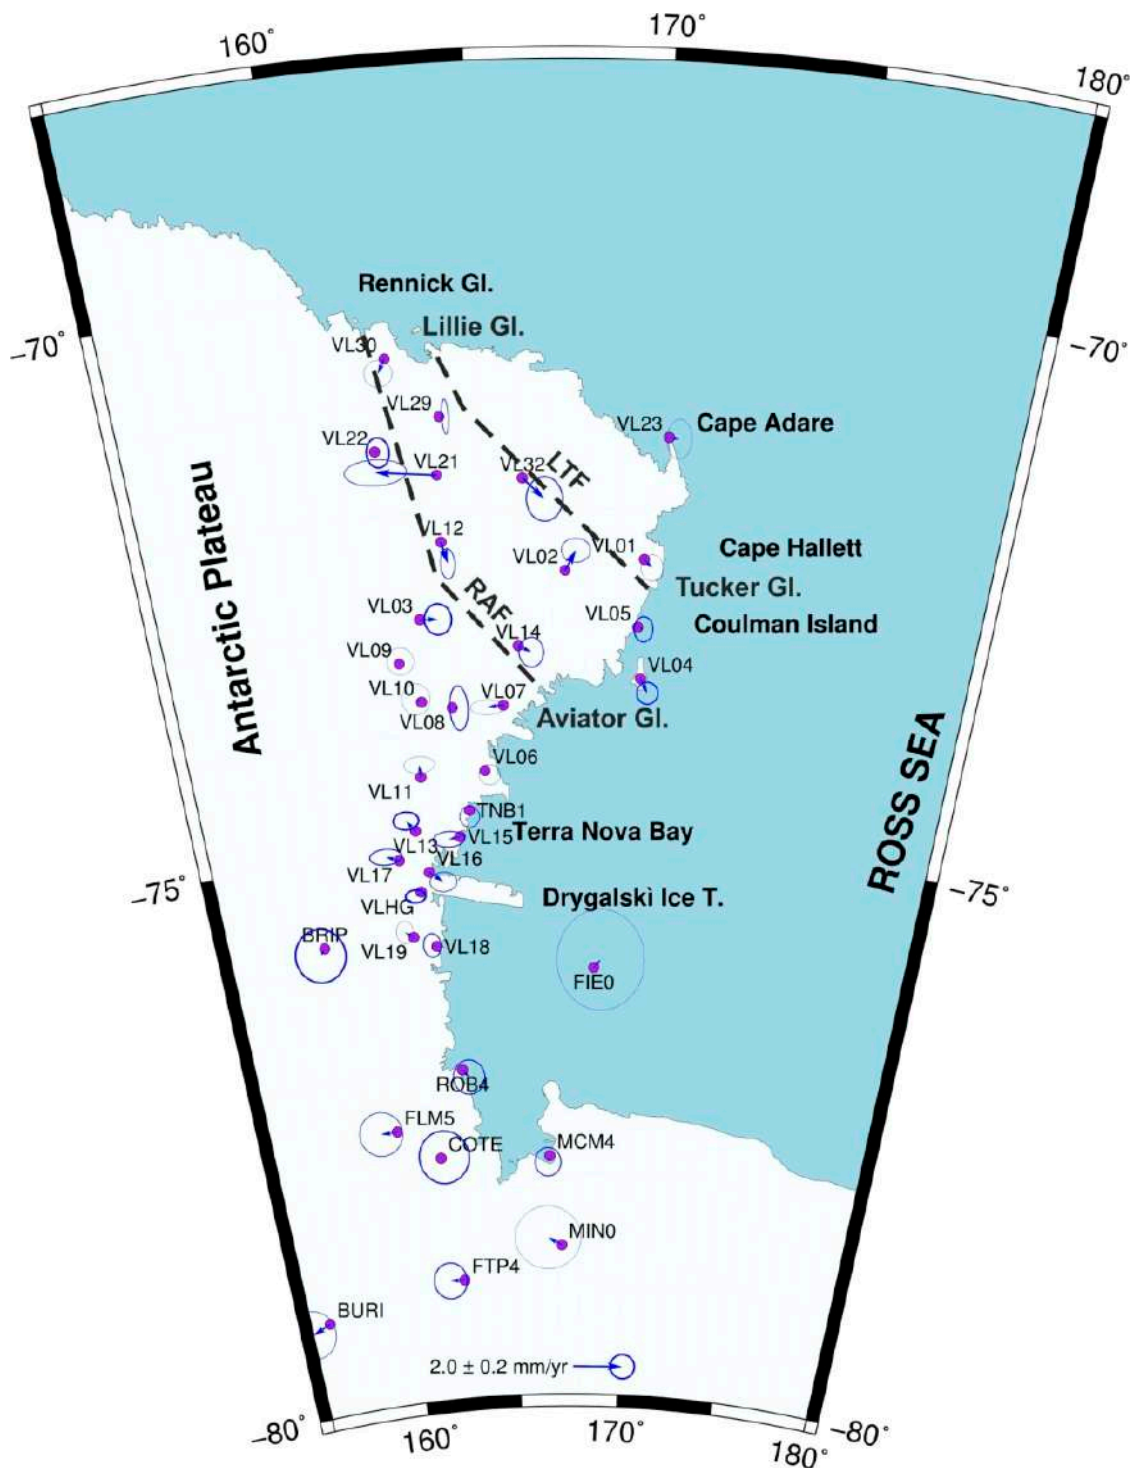 160°
170°
180°
Rennick Gl.
Lillie Gl.
−70°
−70°
VL30
VL29
VL23
Cape Adare
VL22
VL21
VL32
LTF
Antarctic Plateau
VL12
VL02
VL01
Cape Hallett
Tucker Gl.
RAF
VL03
VL05
Coulman Island
VL14
VL09
VL04
VL10
VL07
VL08
Aviator Gl.
ROSS SEA
VL06
VL11
TNB1
VL15
Terra Nova Bay
VL13
VL16
VL17
−75°
−75°
VLHG
Drygalski Ice T.
BRIP
VL19
VL18
FIE0
ROB4
FLM5
COTE
MCM4
MIN0
FTP4
BURI
2.0 ± 0.2 mm/yr
−80°
160°
170°
180°
−80°